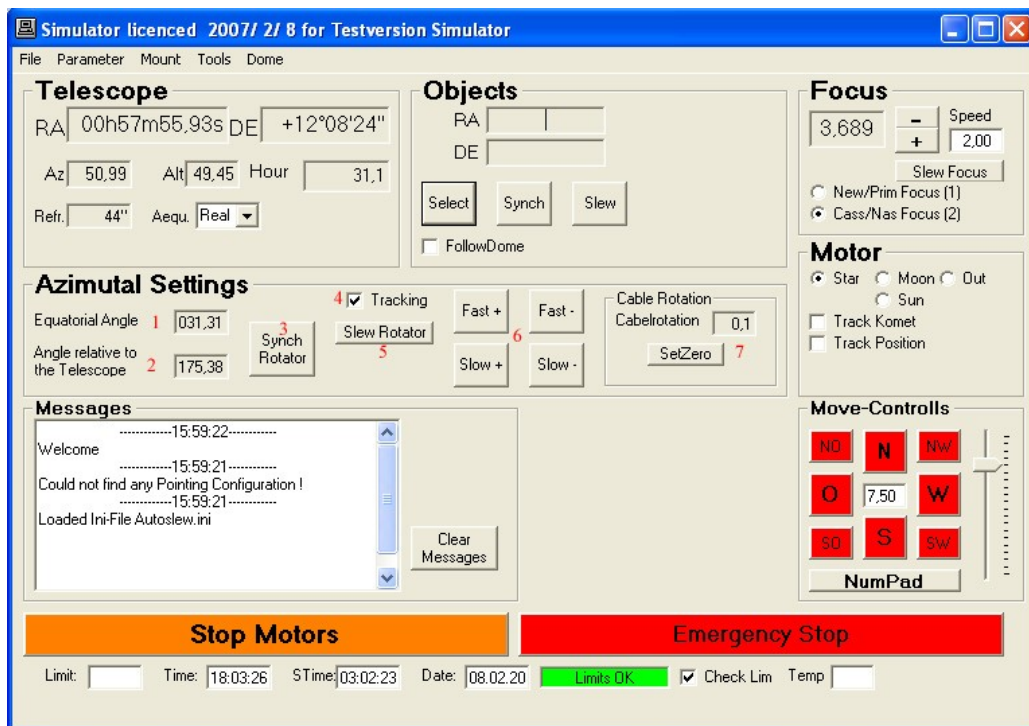 Simulator licenced 2007/ 2/ 8 for Testversion Simulator
File Parameter Mount Tools Dome
Telescope
RA 00h57m55,93s DE +12°08'24"
Az 50,99 Alt 49,45 Hour 31,1
Refr. 44" Aequ. Real
Objects
RA
DE
Select Synch Slew
FollowDome
Focus
3,689 - + Speed 2,00
Slew Focus
New/Prim Focus (1)
Cass/Nas Focus (2)
Motor
Star Moon Out
Sun
Track Komet
Track Position
Azimutal Settings
Equatorial Angle 1 031,31
Angle relative to
the Telescope 2 175,38
3
Synch
Rotator
4 Tracking
Slew Rotator
5
Fast + Fast -
6
Slow + Slow -
Cable Rotation
Cabelrotation 0,1
SetZero 7
Messages
------------15:59:22-----------
Welcome
------------15:59:21-----------
Could not find any Pointing Configuration !
------------15:59:21-----------
Loaded Ini-File Autoslew.ini
Clear
Messages
Move-Controlls
NO N NW
O 7,50 W
SO S SW
NumPad
Stop Motors Emergency Stop
Limit: Time: 18:03:26 STime: 03:02:23 Date: 08.02.20 Limits OK Check Lim Temp